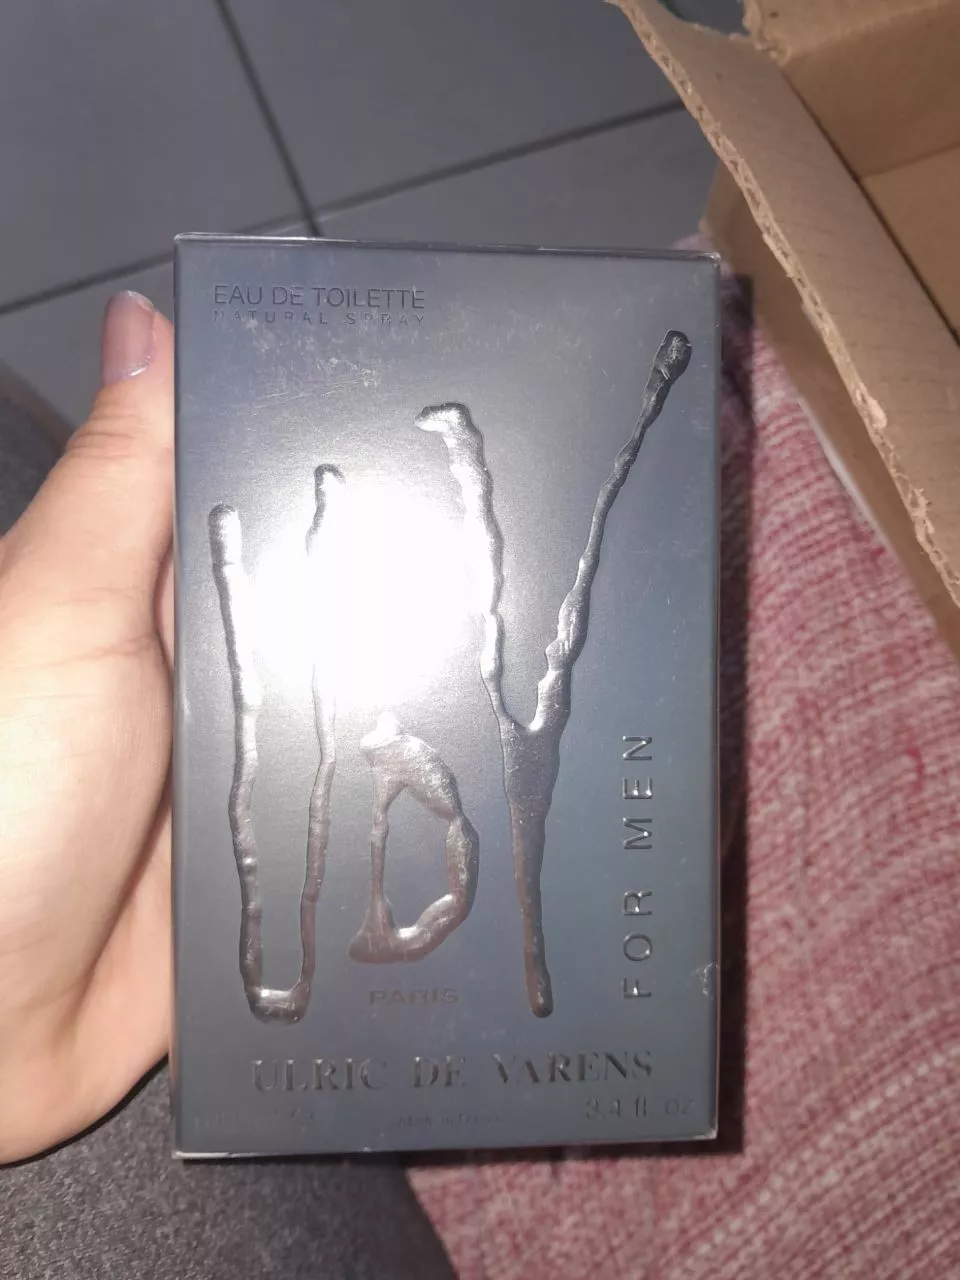 EAU DE TOILETTE
NATURAL SPRAY
UDV
FOR MEN
PARIS
ULRIC DE VARENS
3.4 fl. oz